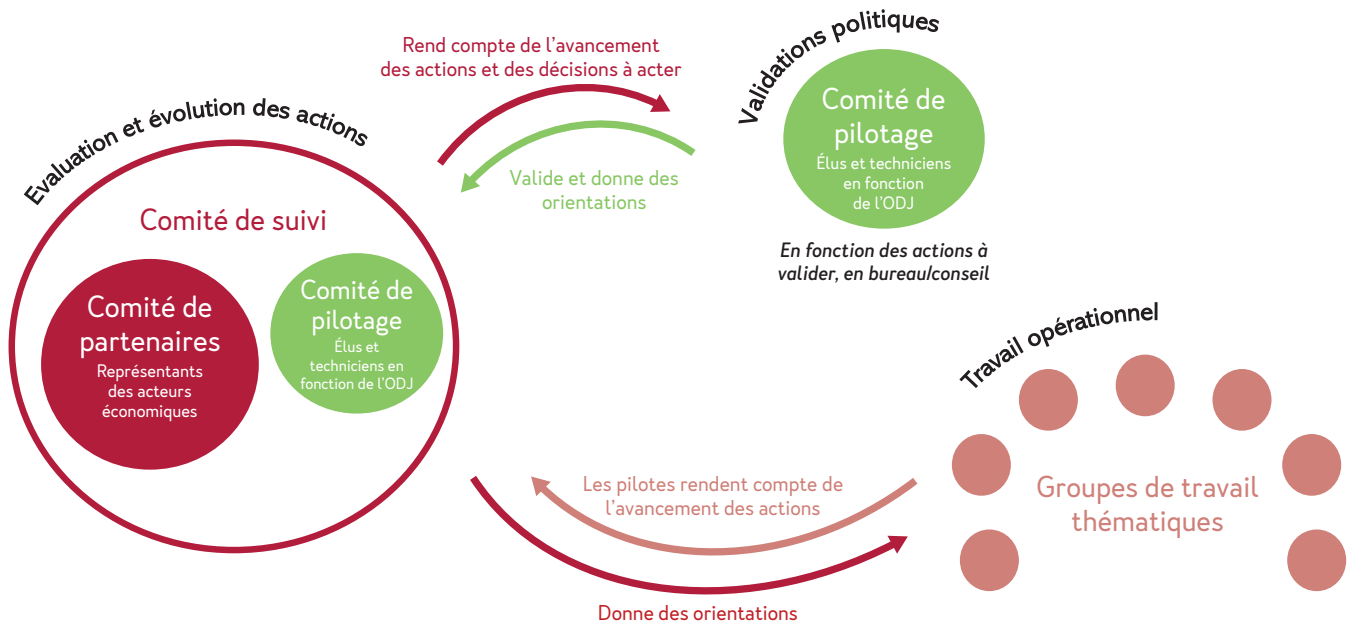 Evaluation et évolution des actions
Comité de suivi
Comité de
partenaires
Représentants
des acteurs
économiques
Comité de
pilotage
Élus et
techniciens en
fonction de l'ODJ
Rend compte de l'avancement
des actions et des décisions à acter
Valide et donne des
orientations
Validations politiques
Comité de
pilotage
Élus et techniciens
en fonction
de l'ODJ
En fonction des actions à
valider, en bureau/conseil
Travail opérationnel
Groupes de travail
thématiques
Les pilotes rendent compte de
l'avancement des actions
Donne des orientations